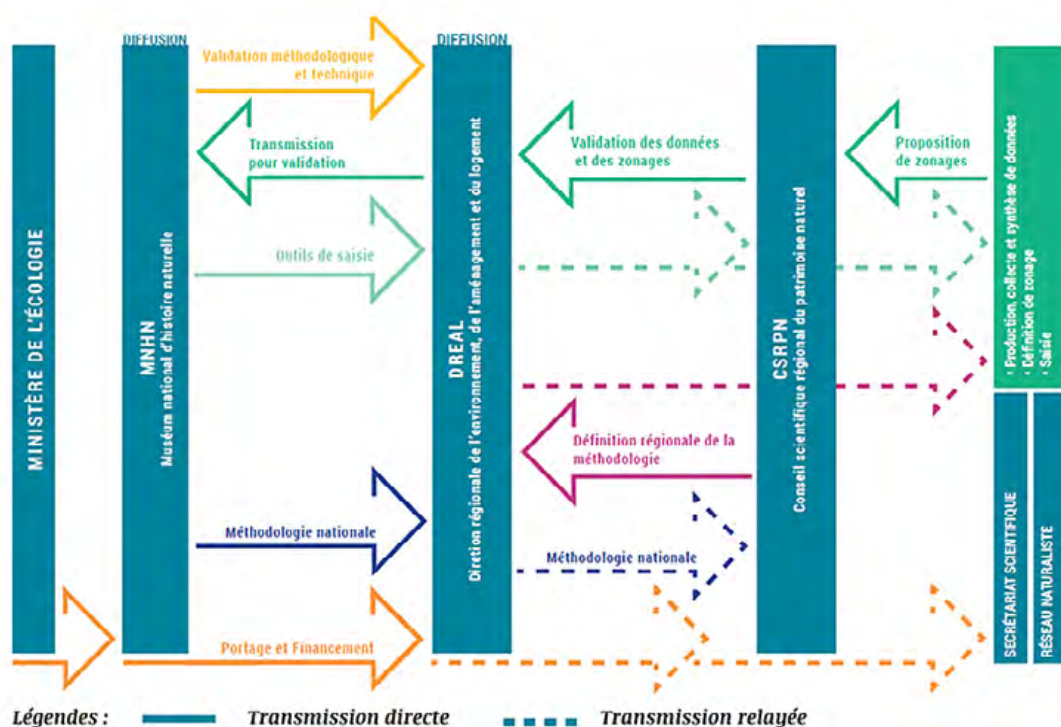 DIFFUSION
DIFFUSION
MINISTÈRE DE L'ÉCOLOGIE
MNHN
Muséum national d'histoire naturelle
Validation méthodologique
et technique
Transmission
pour validation
Outils de saisie
Méthodologie nationale
Portage et Financement
DREAL
Diretion régionale de l'environnement, de l'aménagement et du logement
Validation des données
et des zonages
Définition régionale de la
méthodologie
Méthodologie nationale
CSRPN
Conseil scientifique régional du patrimoine naturel
Proposition
de zonages
• Production, collecte et synthèse de données
• Définition de zonage
• Saisie
SECRÉTARIAT SCIENTIFIQUE
RÉSEAU NATURALISTE
Légendes : Transmission directe Transmission relayée